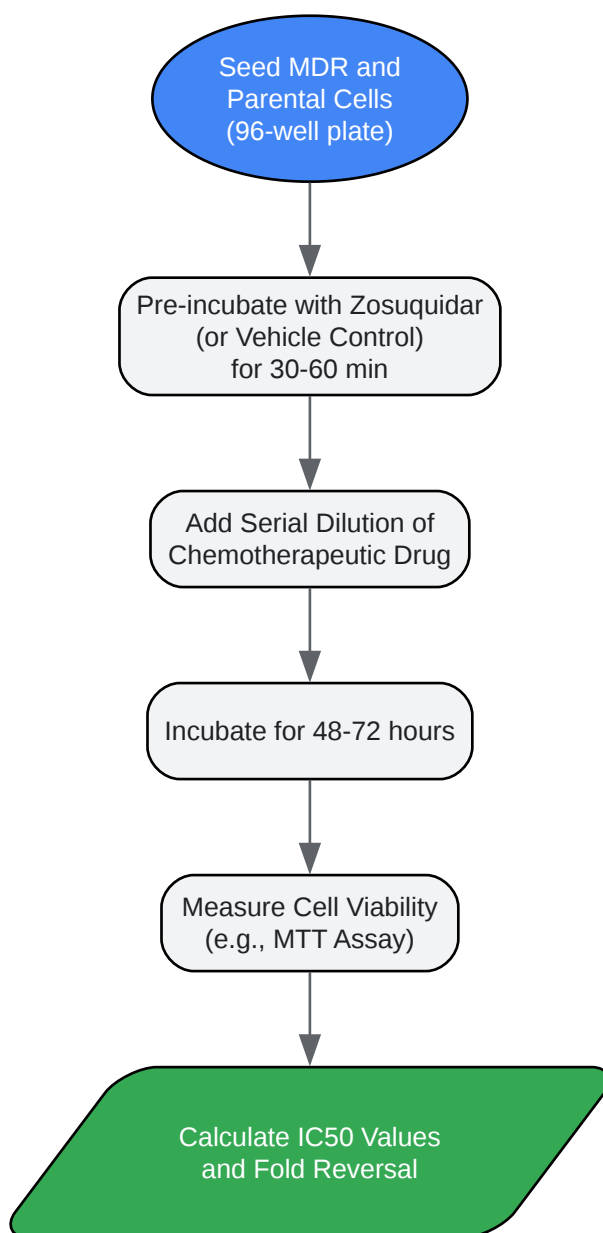 Seed MDR and
Parental Cells
(96-well plate)
Pre-incubate with Zosuquidar
(or Vehicle Control)
for 30-60 min
Add Serial Dilution of
Chemotherapeutic Drug
Incubate for 48-72 hours
Measure Cell Viability
(e.g., MTT Assay)
Calculate IC50 Values
and Fold Reversal